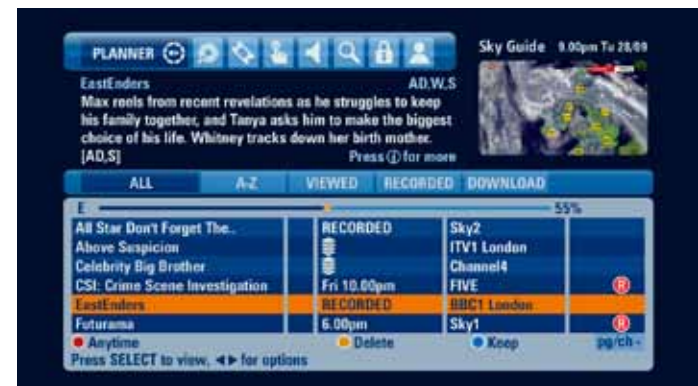 PLANNER
Sky Guide 9.00pm Tu 28/09
EastEnders AD,W,S
Max reels from recent revelations as he struggles to keep
his family together, and Tanya asks him to make the biggest
choice of his life. Whitney tracks down her birth mother.
[AD,S] Press i for more
ALL A-Z VIEWED RECORDED DOWNLOAD
E 55%
All Star Don't Forget The.. RECORDED Sky2
Above Suspicion ITV1 London
Celebrity Big Brother Channel4
CSI: Crime Scene Investigation Fri 10.00pm FIVE R
EastEnders RECORDED BBC1 London
Futurama 6.00pm Sky1 R
Anytime Delete Keep pg/ch -
Press SELECT to view, ◄► for options